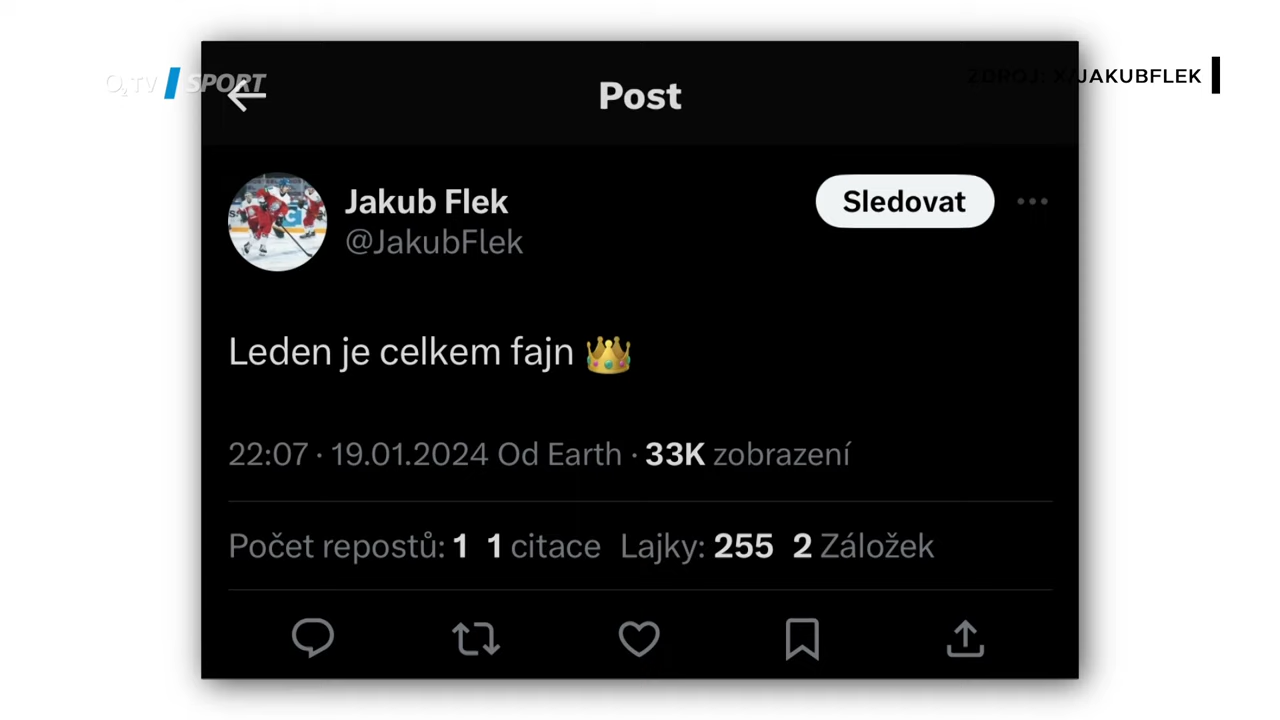 O2 TV SPORT
ZDROJ: X/JAKUBFLEK
Post
Jakub Flek
Sledovat
@JakubFlek
Leden je celkem fajn 👑
22:07 · 19.01.2024 Od Earth · 33K zobrazení
Počet repostů: 1 1 citace Lajky: 255 2 Záložek